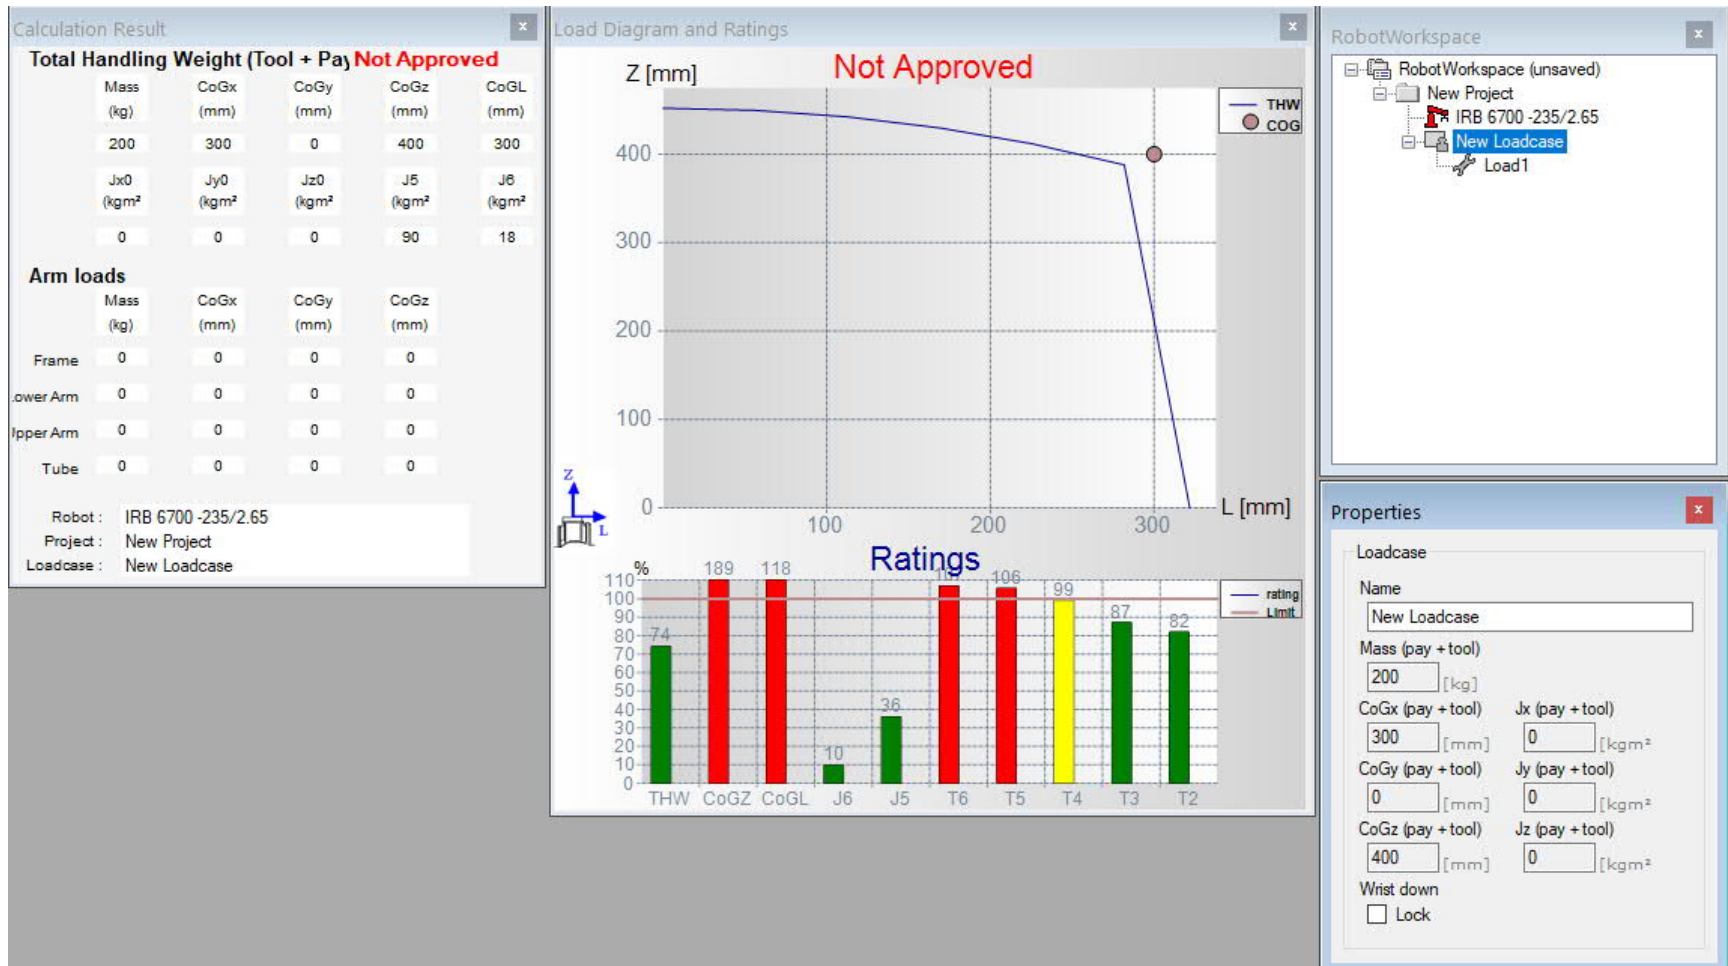 Calculation Result
x
Total Handling Weight (Tool + Pay Not Approved
Mass CoGx CoGy CoGz CoGL
(kg) (mm) (mm) (mm) (mm)
200 300 0 400 300
Jx0 Jy0 Jz0 J5 J6
(kgm² (kgm² (kgm² (kgm² (kgm²
0 0 0 90 18
Arm loads
Mass CoGx CoGy CoGz
(kg) (mm) (mm) (mm)
Frame 0 0 0 0
ower Arm 0 0 0 0
pper Arm 0 0 0 0
Tube 0 0 0 0
Robot : IRB 6700 -235/2.65
Project : New Project
Loadcase : New Loadcase
Load Diagram and Ratings
x
Z [mm]
Not Approved
THW
COG
400
300
200
100
0
100 200 300
L [mm]
Z
L
Ratings
%
110
100
90
80
70
60
50
40
30
20
10
0
74 189 118 10 36 106 99 87 82
THW CoGZ CoGL J6 J5 T6 T5 T4 T3 T2
rating
Limit
RobotWorkspace
x
RobotWorkspace (unsaved)
New Project
IRB 6700 -235/2.65
New Loadcase
Load1
Properties
x
Loadcase
Name
New Loadcase
Mass (pay + tool)
200 [kg]
CoGx (pay + tool) Jx (pay + tool)
300 [mm] 0 [kgm²
CoGy (pay + tool) Jy (pay + tool)
0 [mm] 0 [kgm²
CoGz (pay + tool) Jz (pay + tool)
400 [mm] 0 [kgm²
Wrist down
Lock